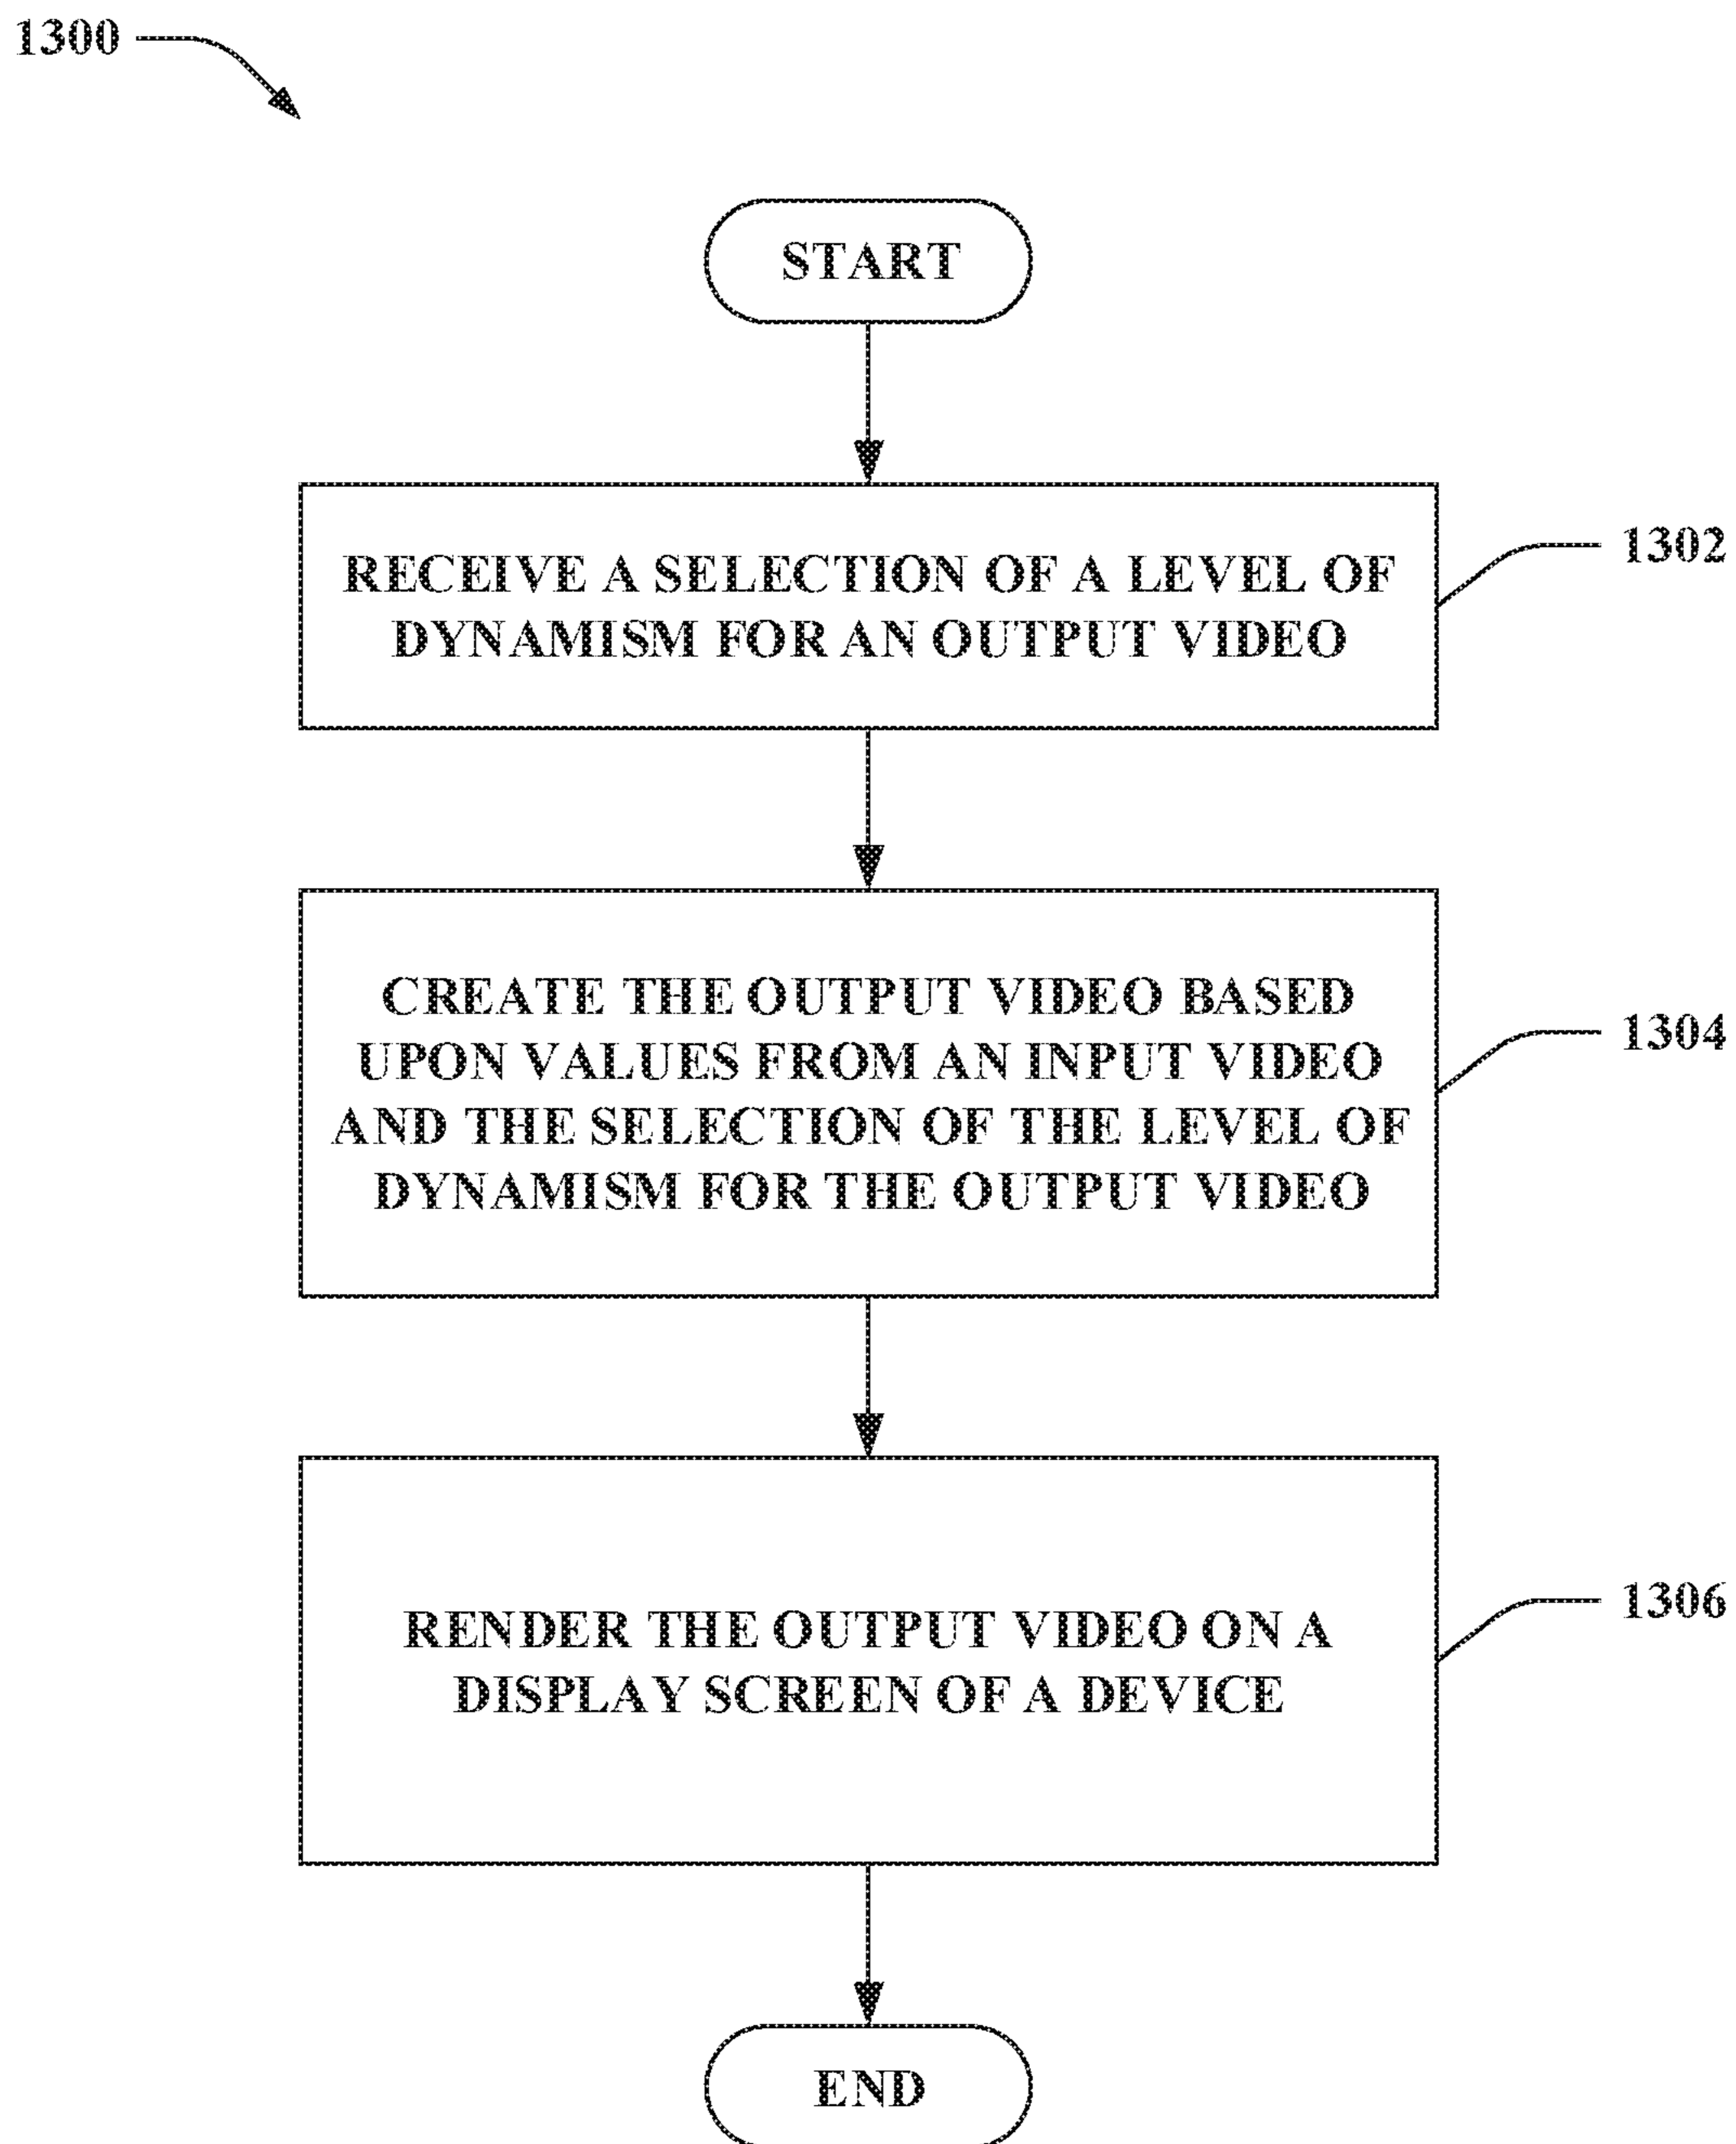 1300
START
RECEIVE A SELECTION OF A LEVEL OF
DYNAMISM FOR AN OUTPUT VIDEO
1302
CREATE THE OUTPUT VIDEO BASED
UPON VALUES FROM AN INPUT VIDEO
AND THE SELECTION OF THE LEVEL OF
DYNAMISM FOR THE OUTPUT VIDEO
1304
RENDER THE OUTPUT VIDEO ON A
DISPLAY SCREEN OF A DEVICE
1306
END